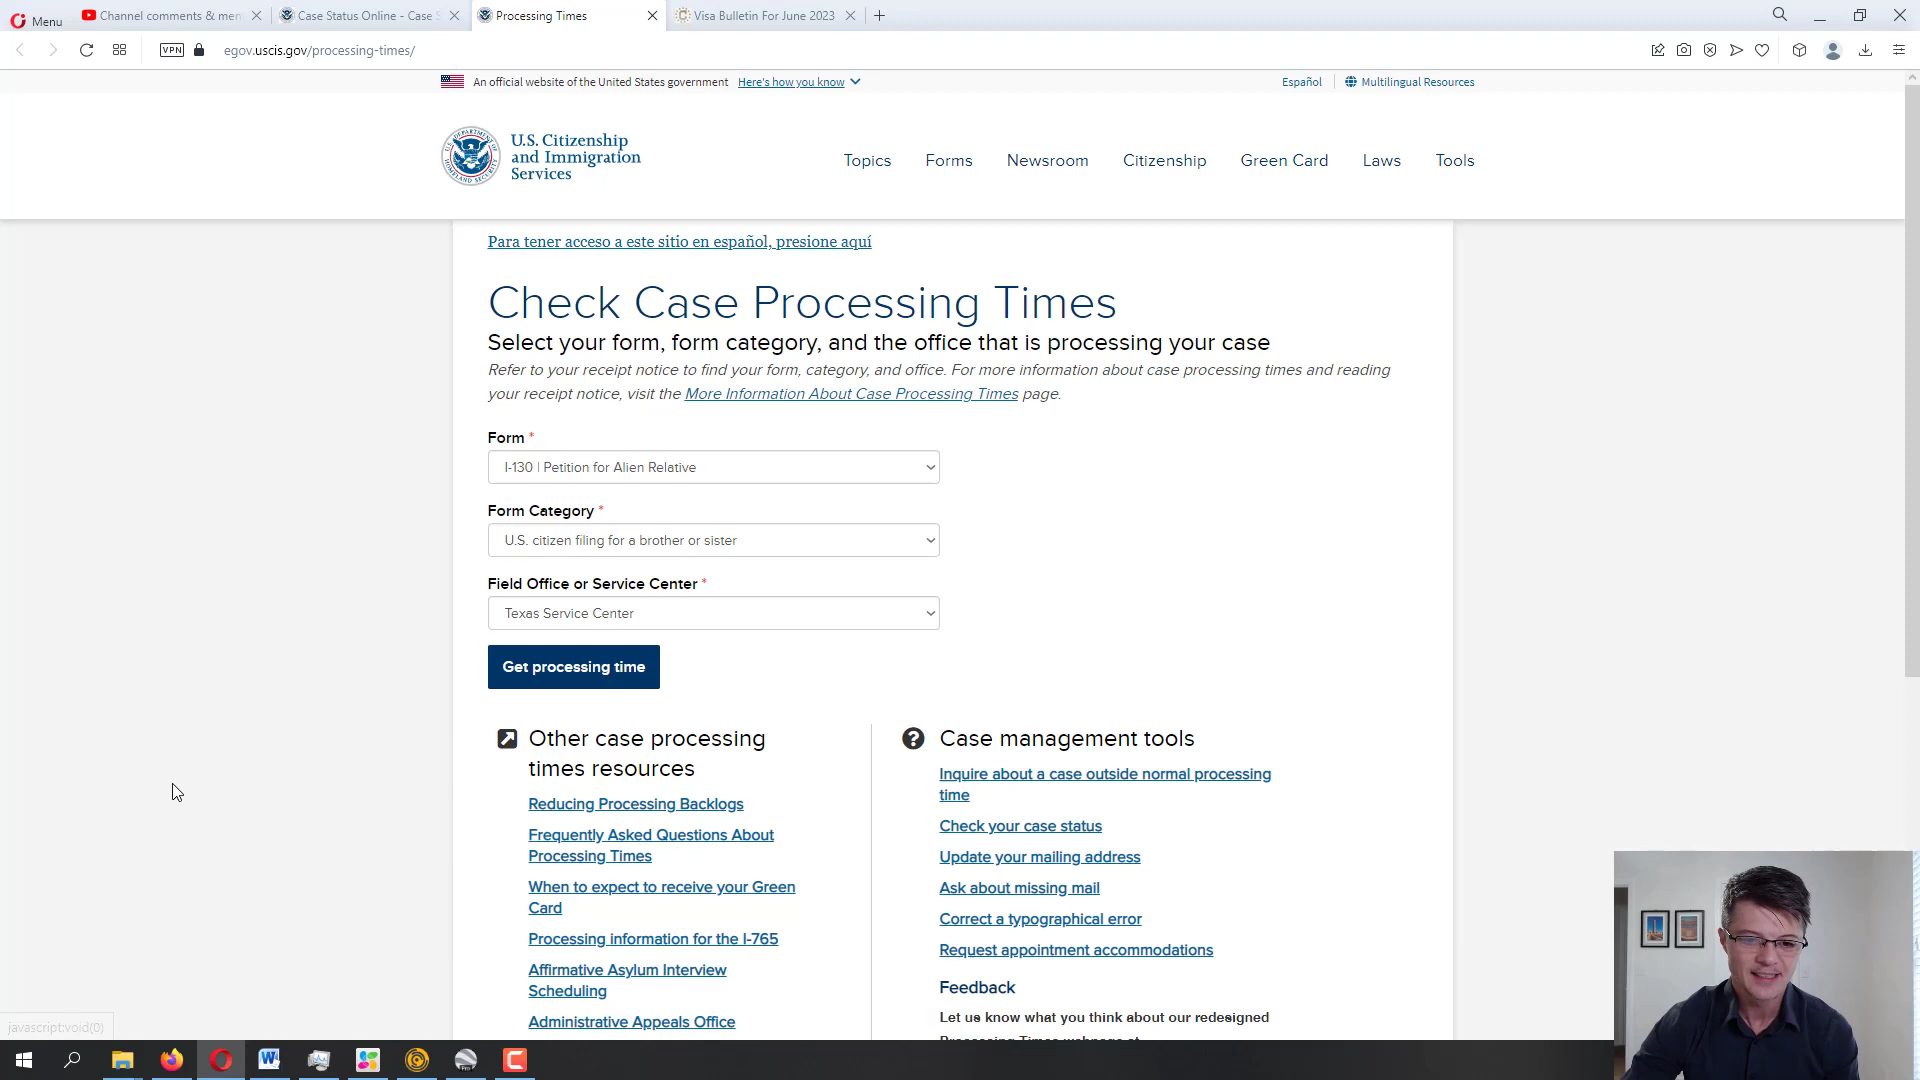 Menu
Channel comments & men
Case Status Online - Case S
Processing Times
Visa Bulletin For June 2023
VPN
egov.uscis.gov/processing-times/
An official website of the United States government Here's how you know
Español
Multilingual Resources
U.S. Citizenship
and Immigration
Services
Topics Forms Newsroom Citizenship Green Card Laws Tools
Para tener acceso a este sitio en español, presione aquí
Check Case Processing Times
Select your form, form category, and the office that is processing your case
Refer to your receipt notice to find your form, category, and office. For more information about case processing times and reading
your receipt notice, visit the More Information About Case Processing Times page.
Form *
I-130 | Petition for Alien Relative
Form Category *
U.S. citizen filing for a brother or sister
Field Office or Service Center *
Texas Service Center
Get processing time
Other case processing
times resources
Reducing Processing Backlogs
Frequently Asked Questions About
Processing Times
When to expect to receive your Green
Card
Processing information for the I-765
Affirmative Asylum Interview
Scheduling
Administrative Appeals Office
Case management tools
Inquire about a case outside normal processing
time
Check your case status
Update your mailing address
Ask about missing mail
Correct a typographical error
Request appointment accommodations
Feedback
Let us know what you think about our redesigned
Processing Times webpage at
javascript:void(0)